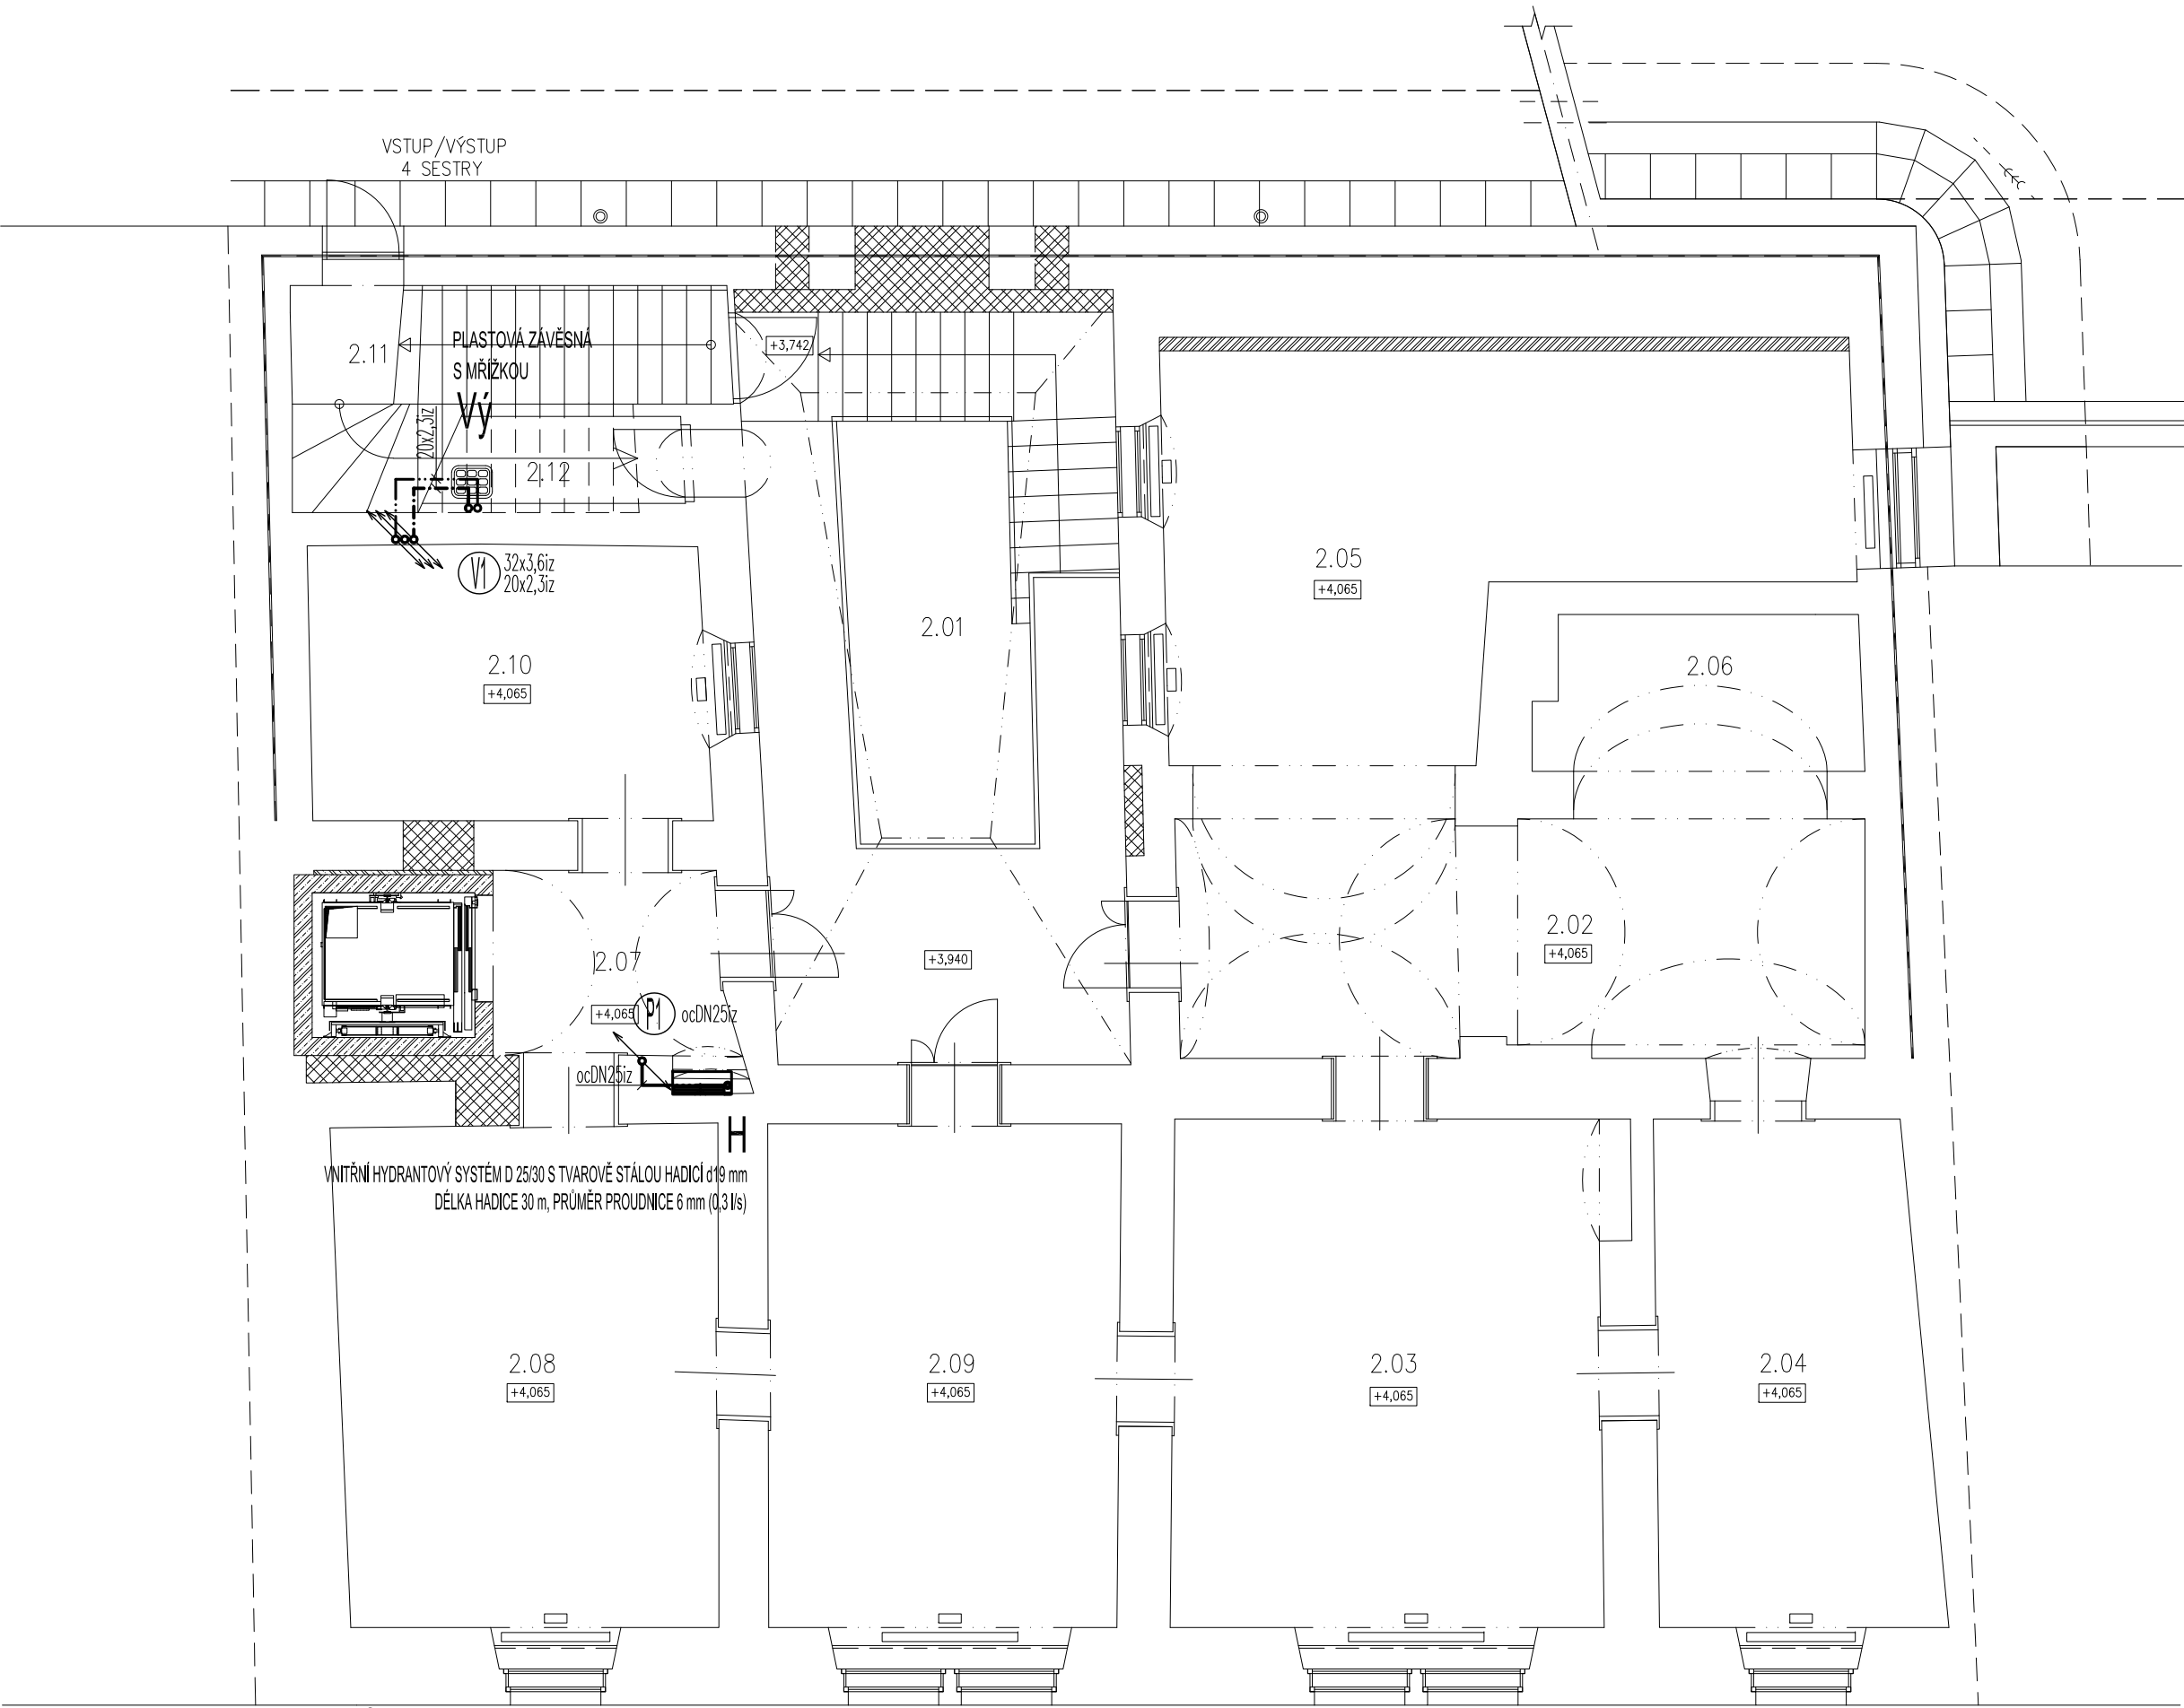 VSTUP/VÝSTUP
4 SESTRY
2.11
PLASTOVÁ ZÁVĚSNÁ
S MŘÍŽKOU
Vý
20x2,3iz
2.12
+3,742
V1
32x3,6iz
20x2,3iz
2.05
+4,065
2.01
2.10
+4,065
2.06
2.07
+4,065
P1
ocDN25iz
ocDN25iz
+3,940
2.02
+4,065
H
VNITŘNÍ HYDRANTOVÝ SYSTÉM D 25/30 S TVAROVĚ STÁLOU HADICÍ d19 mm
DÉLKA HADICE 30 m, PRŮMĚR PROUDNICE 6 mm (0,3 l/s)
2.08
+4,065
2.09
+4,065
2.03
+4,065
2.04
+4,065